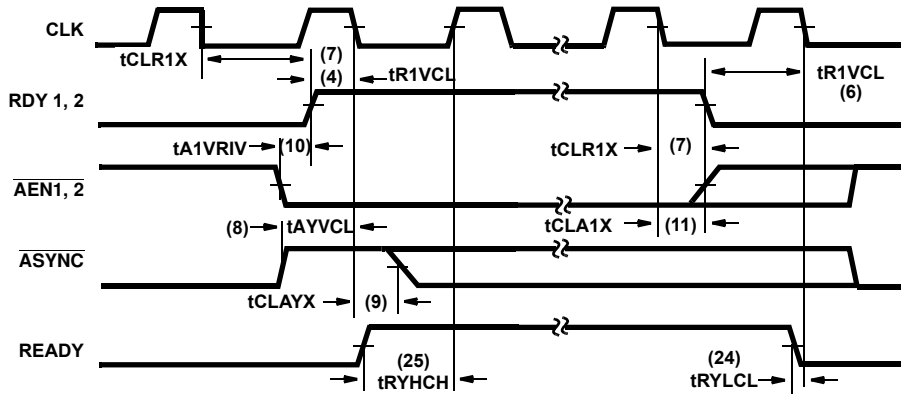 CLK
tCLR1X
(7)
(4)
tR1VCL
tR1VCL
(6)
RDY 1, 2
tA1VRIV
(10)
tCLR1X
(7)
AEN1, 2
(8)
tAYVCL
tCLA1X
(11)
ASYNC
tCLAYX
(9)
READY
(25)
tRYHCH
(24)
tRYLCL